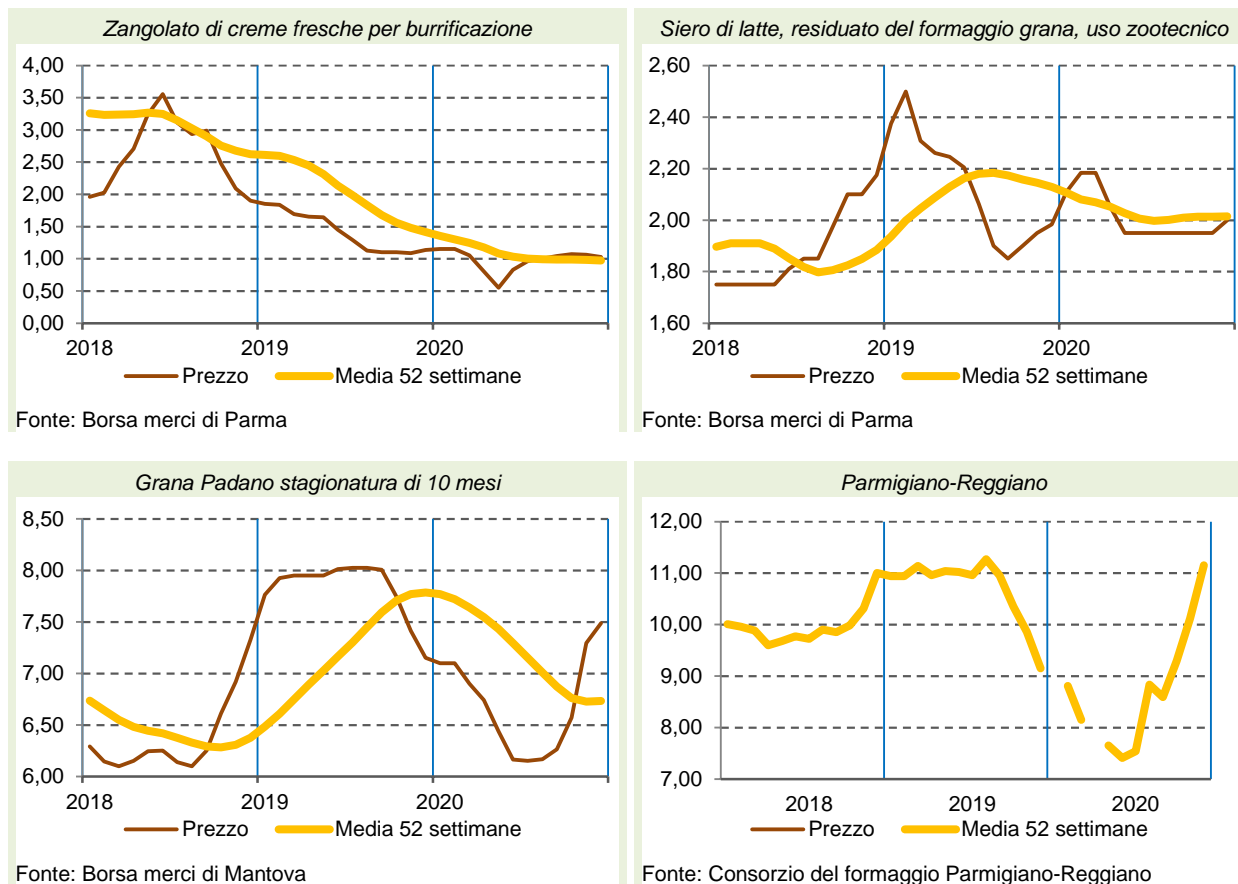 Zangolato di creme fresche per burrificazione
4,00
3,50
3,00
2,50
2,00
1,50
1,00
0,50
0,00
2018 2019 2020
Prezzo Media 52 settimane
Fonte: Borsa merci di Parma
Siero di latte, residuato del formaggio grana, uso zootecnico
2,60
2,40
2,20
2,00
1,80
1,60
2018 2019 2020
Prezzo Media 52 settimane
Fonte: Borsa merci di Parma
Grana Padano stagionatura di 10 mesi
8,50
8,00
7,50
7,00
6,50
6,00
2018 2019 2020
Prezzo Media 52 settimane
Fonte: Borsa merci di Mantova
Parmigiano-Reggiano
12,00
11,00
10,00
9,00
8,00
7,00
2018 2019 2020
Prezzo Media 52 settimane
Fonte: Consorzio del formaggio Parmigiano-Reggiano